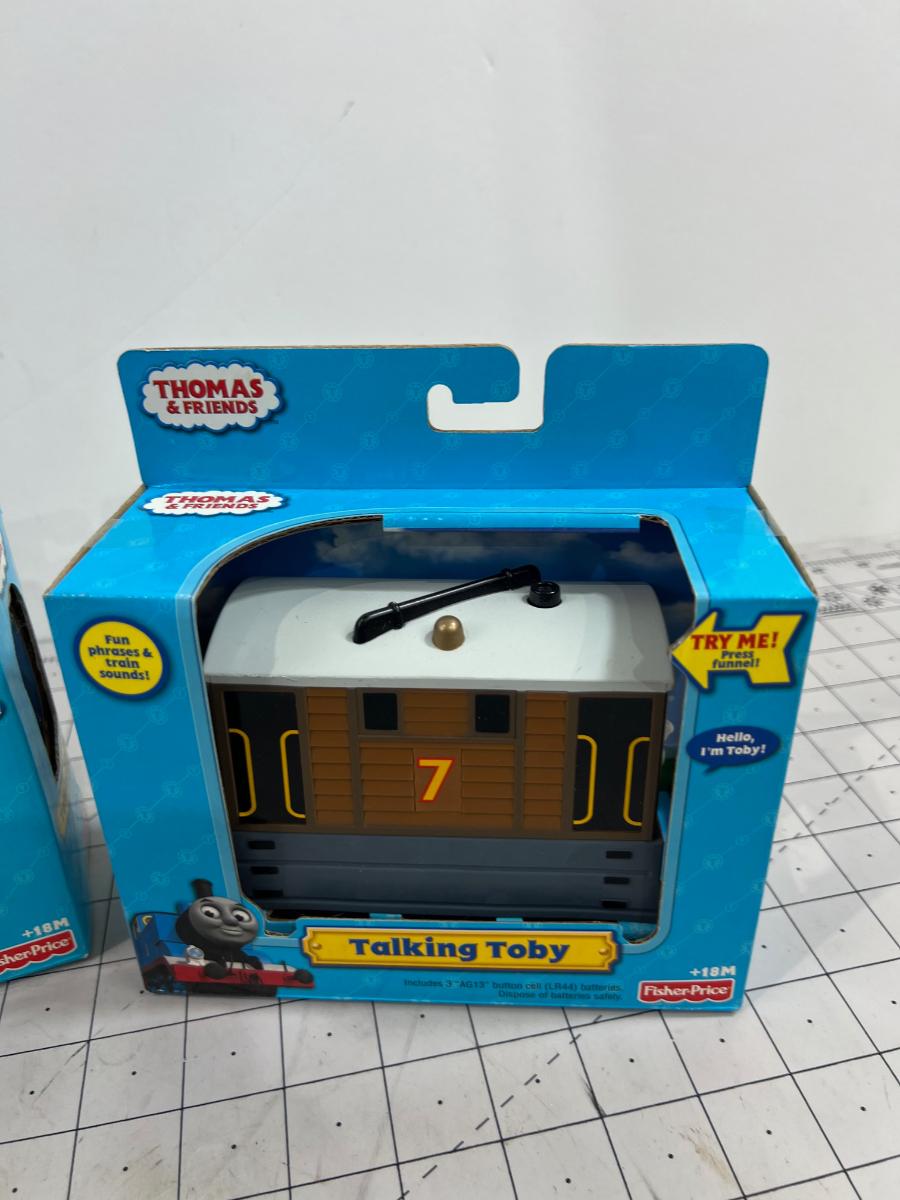 THOMAS
& FRIENDS
THOMAS
& FRIENDS
Fun
phrases &
train
sounds!
TRY ME!
Press
funnel!
Hello,
I'm Toby!
7
Talking Toby
Includes 3 "AG13" button cell (LR44) batteries.
Dispose of batteries safely.
+18M
Fisher-Price
+18M
sher-Price